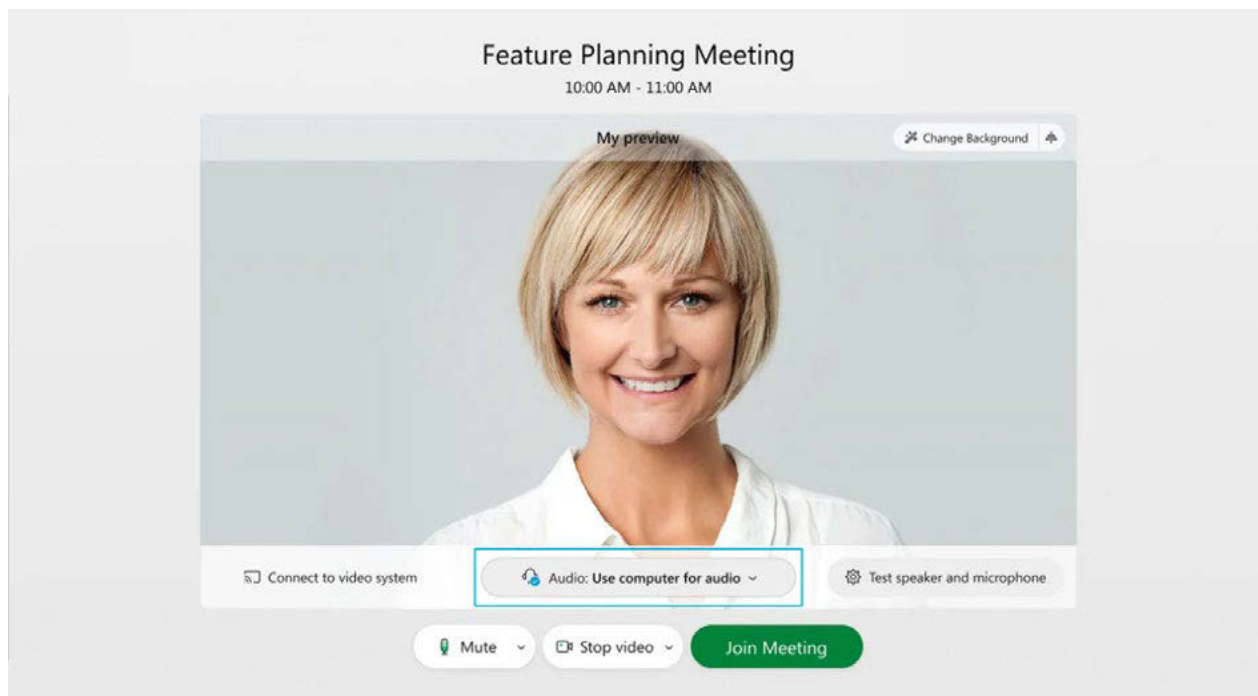 Feature Planning Meeting
10:00 AM - 11:00 AM
My preview
Change Background
Connect to video system
Audio: Use computer for audio
Test speaker and microphone
Mute
Stop video
Join Meeting